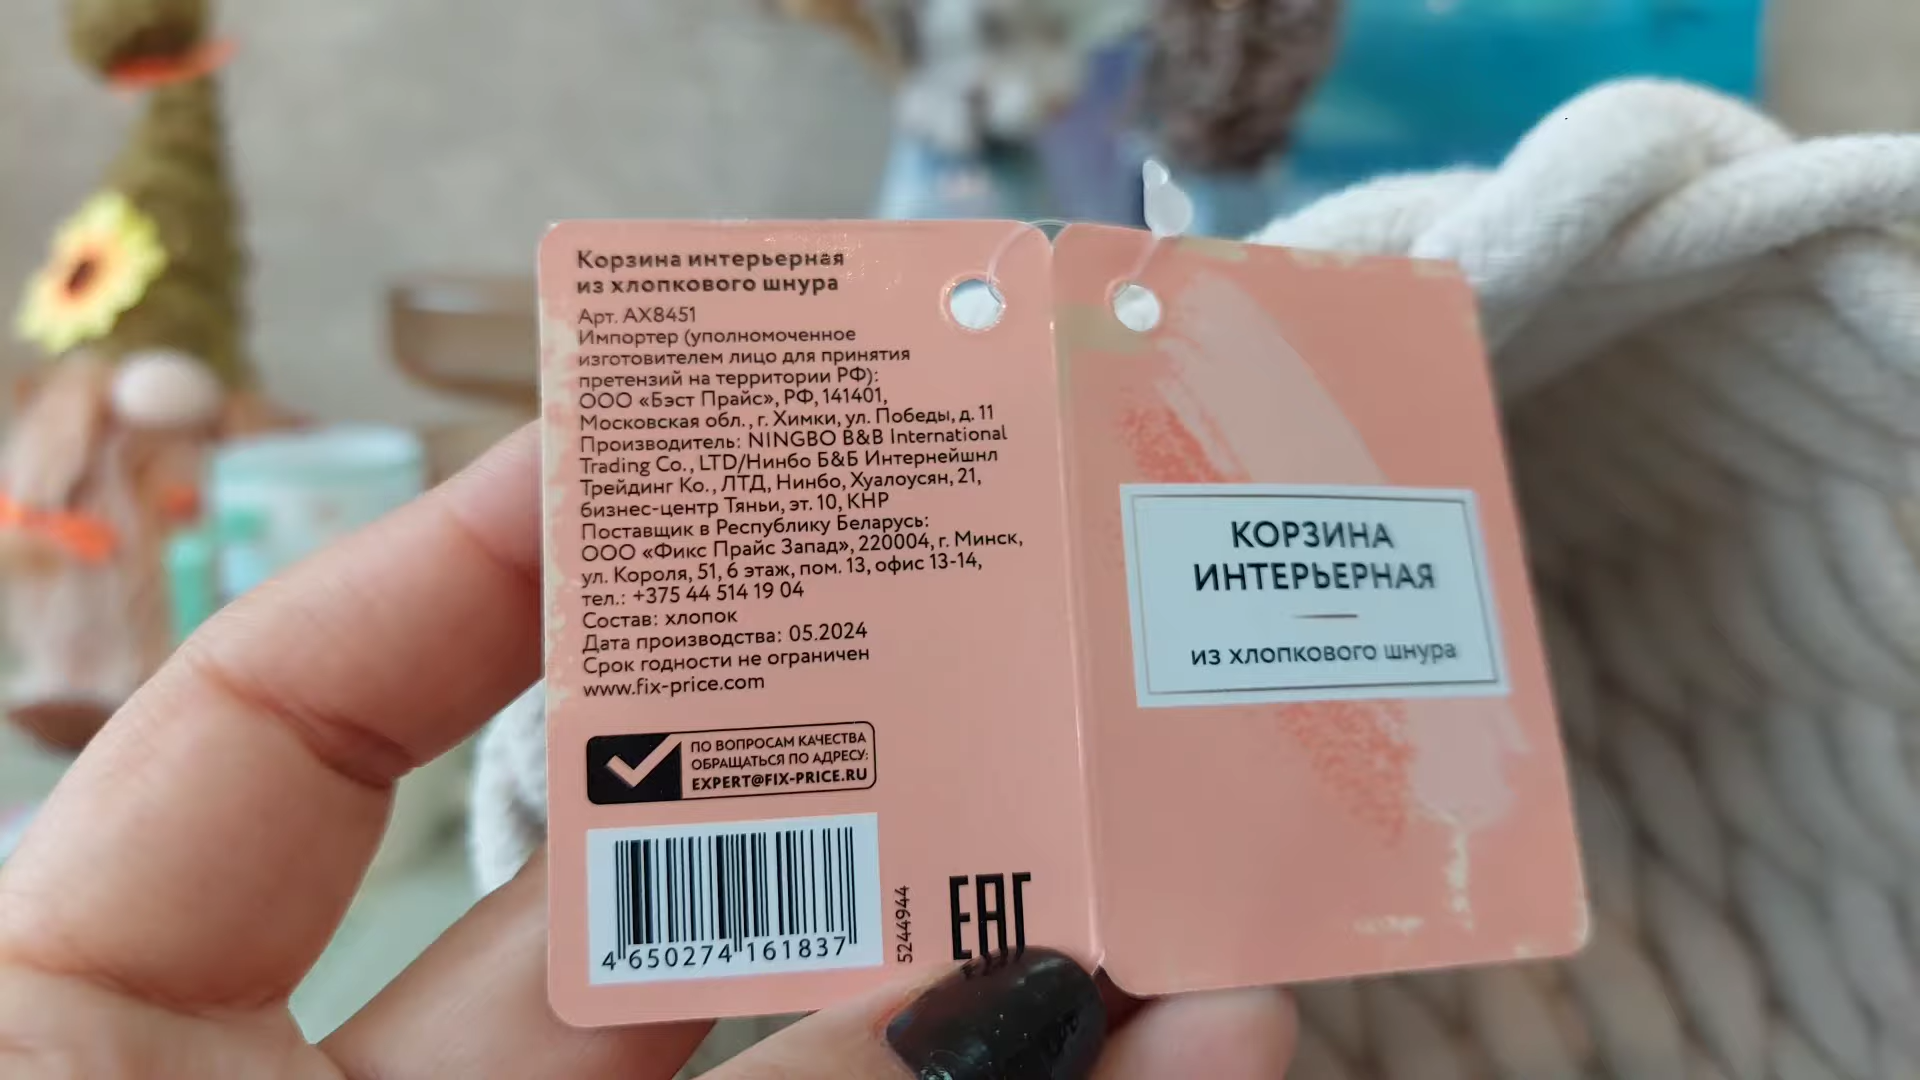 Корзина интерьерная
из хлопкового шнура
Арт. AX8451
Импортер (уполномоченное
изготовителем лицо для принятия
претензий на территории РФ):
ООО «Бэст Прайс», РФ, 141401,
Московская обл., г. Химки, ул. Победы, д. 11
Производитель: NINGBO B&B International
Trading Co., LTD/Нинбо Б&Б Интернейшнл
Трейдинг Ко., ЛТД, Нинбо, Хуалоусян, 21,
бизнес-центр Тяньи, эт. 10, КНР
Поставщик в Республику Беларусь:
ООО «Фикс Прайс Запад», 220004, г. Минск,
ул. Короля, 51, 6 этаж, пом. 13, офис 13-14,
тел.: +375 44 514 19 04
Состав: хлопок
Дата производства: 05.2024
Срок годности не ограничен
www.fix-price.com
ПО ВОПРОСАМ КАЧЕСТВА
ОБРАЩАТЬСЯ ПО АДРЕСУ:
EXPERT@FIX-PRICE.RU
4 650274 161837
5244944
EAC
КОРЗИНА
ИНТЕРЬЕРНАЯ
из хлопкового шнура